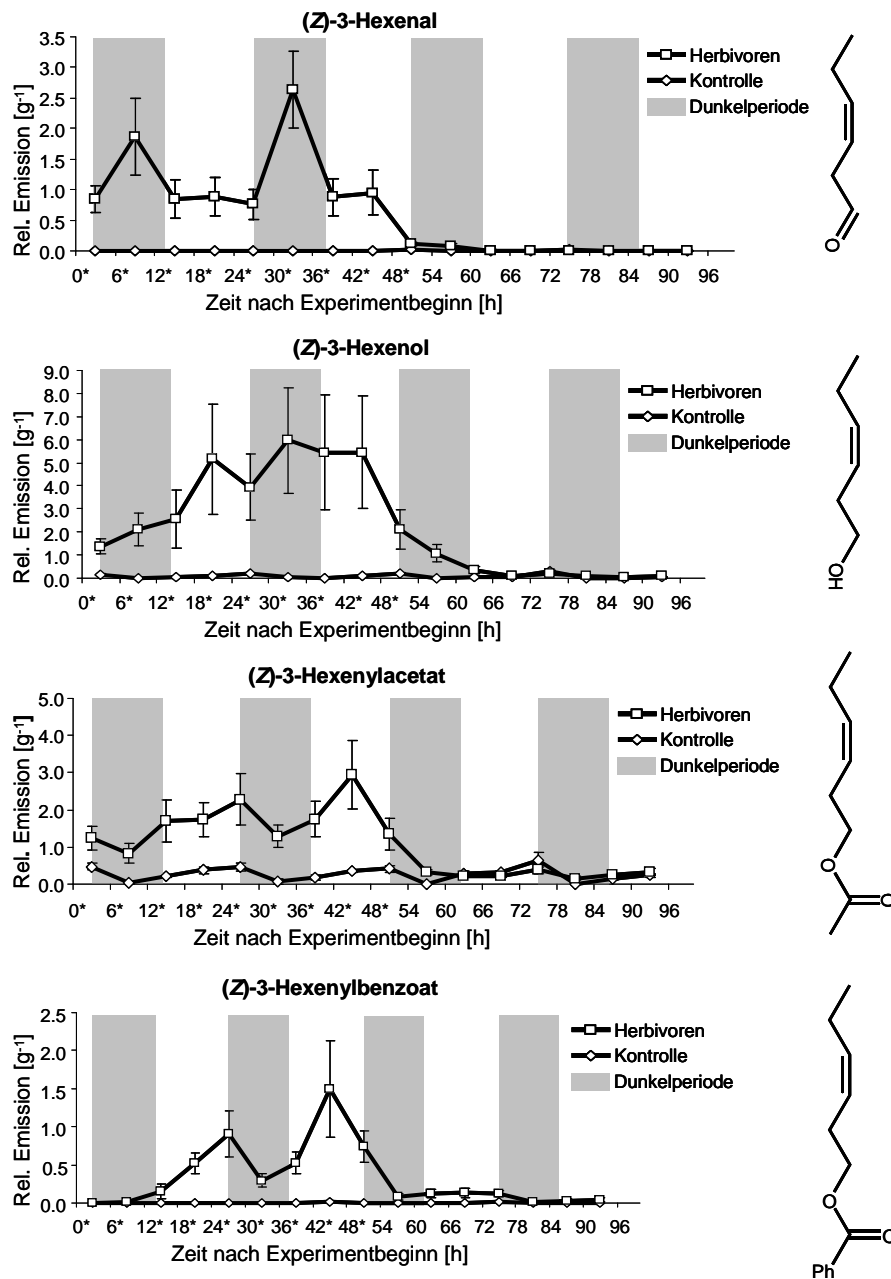 (Z)-3-Hexenal
Rel. Emission [g-1]
3.5
3.0
2.5
2.0
1.5
1.0
0.5
0.0
0* 6* 12* 18* 24* 30* 36* 42* 48* 54 60 66 72 78 84 90 96
Zeit nach Experimentbeginn [h]
Herbivoren
Kontrolle
Dunkelperiode
O
(Z)-3-Hexenol
Rel. Emission [g-1]
9.0
8.0
7.0
6.0
5.0
4.0
3.0
2.0
1.0
0.0
0* 6* 12* 18* 24* 30* 36* 42* 48* 54 60 66 72 78 84 90 96
Zeit nach Experimentbeginn [h]
Herbivoren
Kontrolle
Dunkelperiode
OH
(Z)-3-Hexenylacetat
Rel. Emission [g-1]
5.0
4.0
3.0
2.0
1.0
0.0
0* 6* 12* 18* 24* 30* 36* 42* 48* 54 60 66 72 78 84 90 96
Zeit nach Experimentbeginn [h]
Herbivoren
Kontrolle
Dunkelperiode
O
O
(Z)-3-Hexenylbenzoat
Rel. Emission [g-1]
2.5
2.0
1.5
1.0
0.5
0.0
0* 6* 12* 18* 24* 30* 36* 42* 48* 54 60 66 72 78 84 90 96
Zeit nach Experimentbeginn [h]
Herbivoren
Kontrolle
Dunkelperiode
O
O
Ph